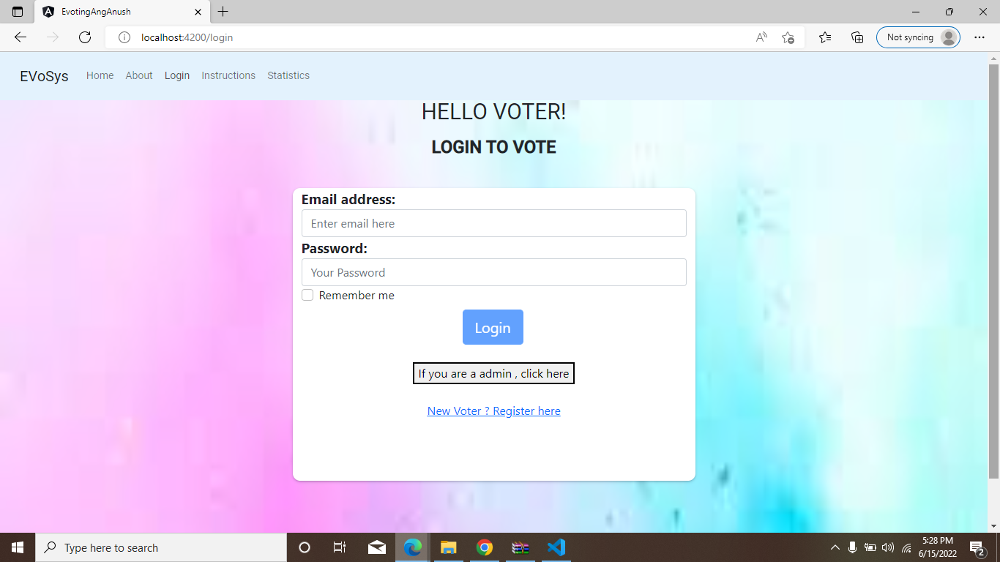 EvotingAngAnush
localhost:4200/login
Not syncing
EVoSys Home About Login Instructions Statistics
HELLO VOTER!
LOGIN TO VOTE
Email address:
Enter email here
Password:
Your Password
Remember me
Login
If you are a admin , click here
New Voter ? Register here
Type here to search
5:28 PM
6/15/2022
2